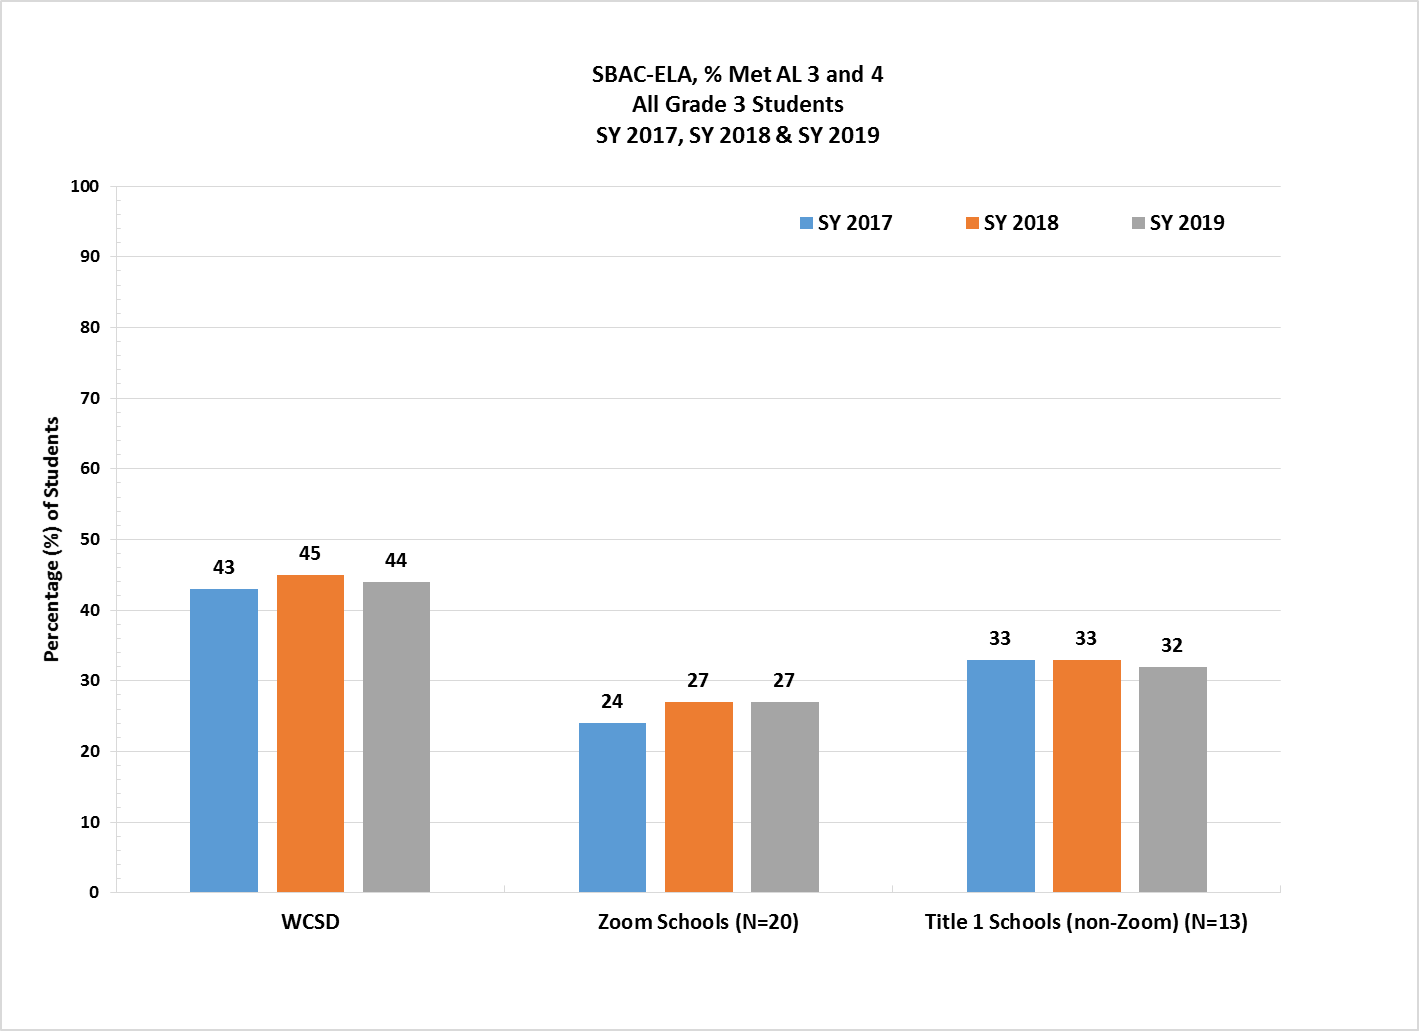 SBAC-ELA, % Met AL 3 and 4
All Grade 3 Students
SY 2017, SY 2018 & SY 2019
SY 2017
SY 2018
SY 2019
Percentage (%) of Students
100
90
80
70
60
50
40
30
20
10
0
43
45
44
24
27
27
33
33
32
WCSD
Zoom Schools (N=20)
Title 1 Schools (non-Zoom) (N=13)